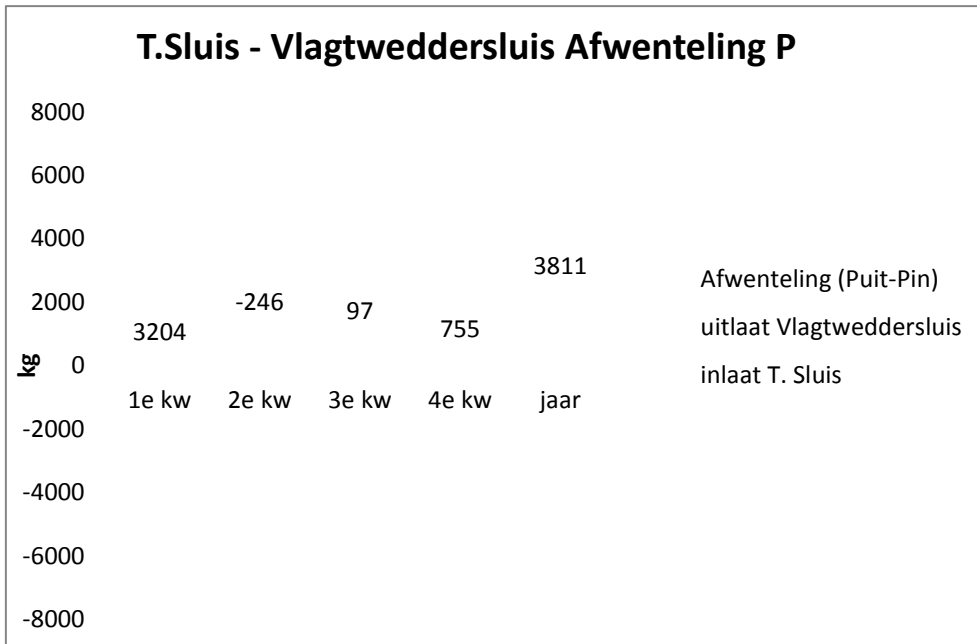 T.Sluis - Vlagtweddersluis Afwenteling P
8000
6000
4000
2000
0
-2000
-4000
-6000
-8000
kg
3204
-246
97
755
3811
1e kw 2e kw 3e kw 4e kw jaar
Afwenteling (Puit-Pin)
uitlaat Vlagtweddersluis
inlaat T. Sluis